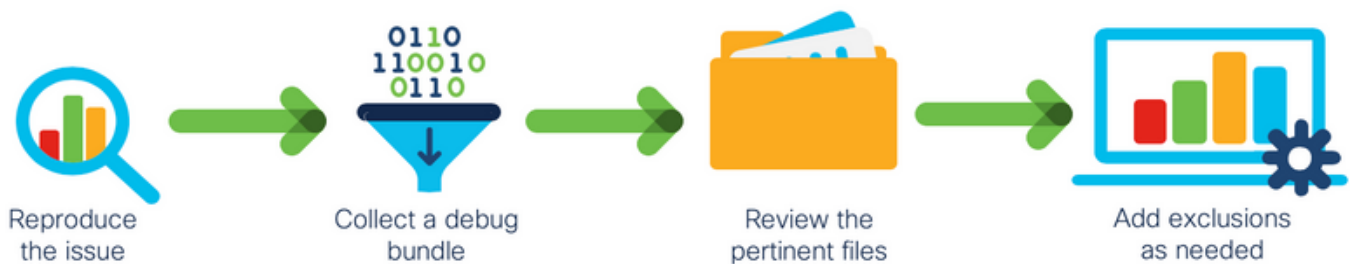 0110
110010
0110
Reproduce
the issue
Collect a debug
bundle
Review the
pertinent files
Add exclusions
as needed